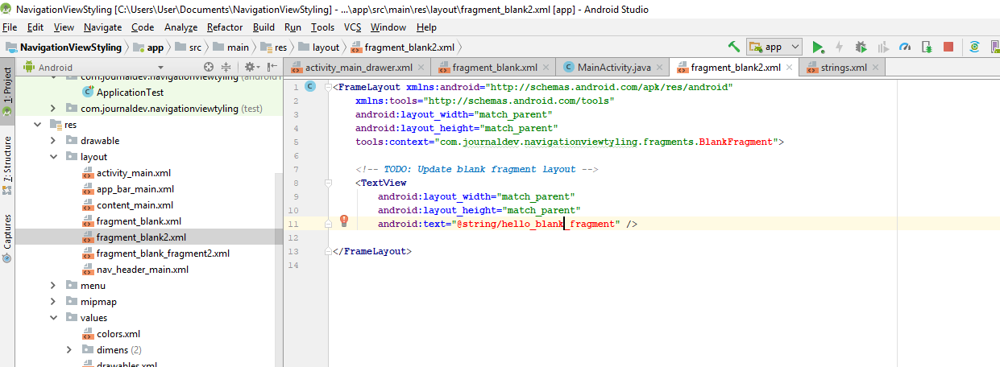 NavigationViewStyling [C:\Users\User\Documents\NavigationViewStyling] - ...\app\src\main\res\layout\fragment_blank2.xml [app] - Android Studio
File Edit View Navigate Code Analyze Refactor Build Run Tools VCS Window Help
NavigationViewStyling app src main res layout fragment_blank2.xml app
Android activity_main_drawer.xml fragment_blank.xml MainActivity.java fragment_blank2.xml strings.xml
1: Project
7: Structure
Captures
com.journaldev.navigationviewtyling (androi
ApplicationTest
com.journaldev.navigationviewtyling (test)
res
drawable
layout
activity_main.xml
app_bar_main.xml
content_main.xml
fragment_blank.xml
fragment_blank2.xml
fragment_blank_fragment2.xml
nav_header_main.xml
menu
mipmap
values
colors.xml
dimens (2)
drawables.xml
1 <FrameLayout xmlns:android="http://schemas.android.com/apk/res/android"
2 xmlns:tools="http://schemas.android.com/tools"
3 android:layout_width="match_parent"
4 android:layout_height="match_parent"
5 tools:context="com.journaldev.navigationviewtyling.fragments.BlankFragment">
6
7 <!-- TODO: Update blank fragment layout -->
8 <TextView
9 android:layout_width="match_parent"
10 android:layout_height="match_parent"
11 android:text="@string/hello_blank_fragment" />
12
13 </FrameLayout>
14